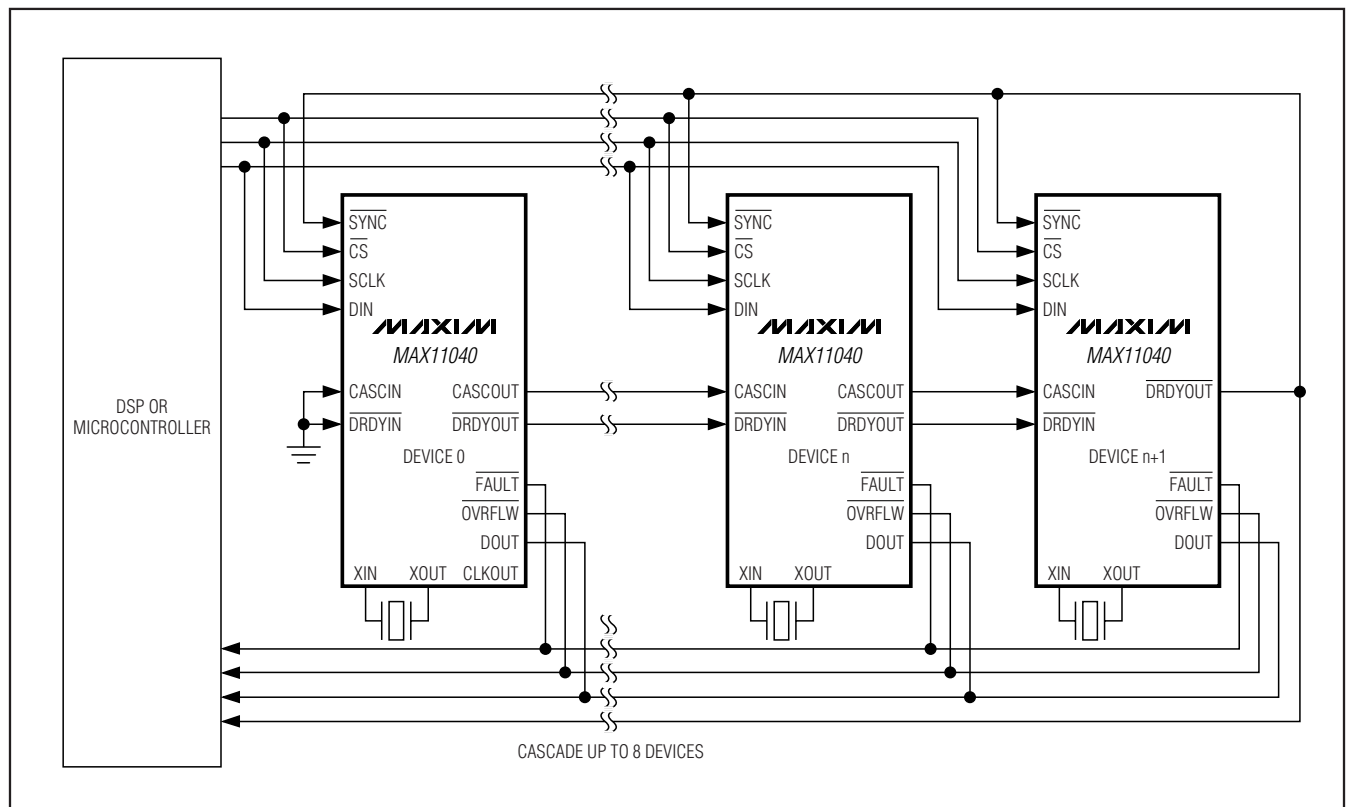 DSP OR
MICROCONTROLLER
SYNC
CS
SCLK
DIN
MAXIM
MAX11040
CASCIN
CASCOUT
DRDYIN
DRDYOUT
DEVICE 0
FAULT
OVRFLW
DOUT
XIN
XOUT
CLKOUT
SYNC
CS
SCLK
DIN
MAXIM
MAX11040
CASCIN
CASCOUT
DRDYIN
DRDYOUT
DEVICE n
FAULT
OVRFLW
DOUT
XIN
XOUT
SYNC
CS
SCLK
DIN
MAXIM
MAX11040
CASCIN
DRDYOUT
DRDYIN
DEVICE n+1
FAULT
OVRFLW
DOUT
XIN
XOUT
CASCADE UP TO 8 DEVICES